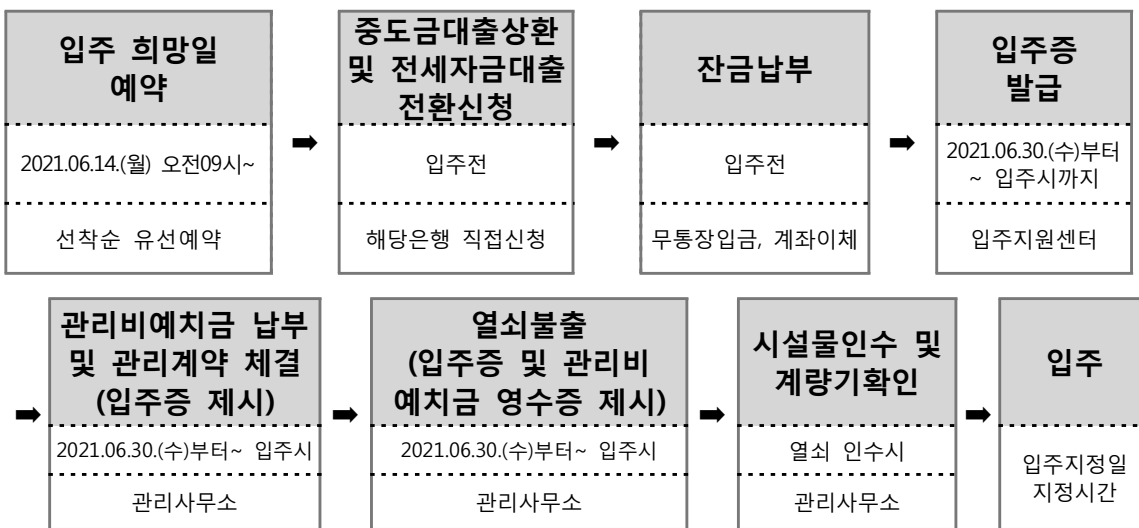 입주 희망일
예약
2021.06.14.(월) 오전09시~
선착순 유선예약
중도금대출상환
및 전세자금대출
전환신청
입주전
해당은행 직접신청
잔금납부
입주전
무통장입금, 계좌이체
입주증
발급
2021.06.30.(수)부터
~ 입주시까지
입주지원센터
관리비예치금 납부
및 관리계약 체결
(입주증 제시)
2021.06.30.(수)부터~ 입주시
관리사무소
열쇠불출
(입주증 및 관리비
예치금 영수증 제시)
2021.06.30.(수)부터~ 입주시
관리사무소
시설물인수 및
계량기확인
열쇠 인수시
관리사무소
입주
입주지정일
지정시간